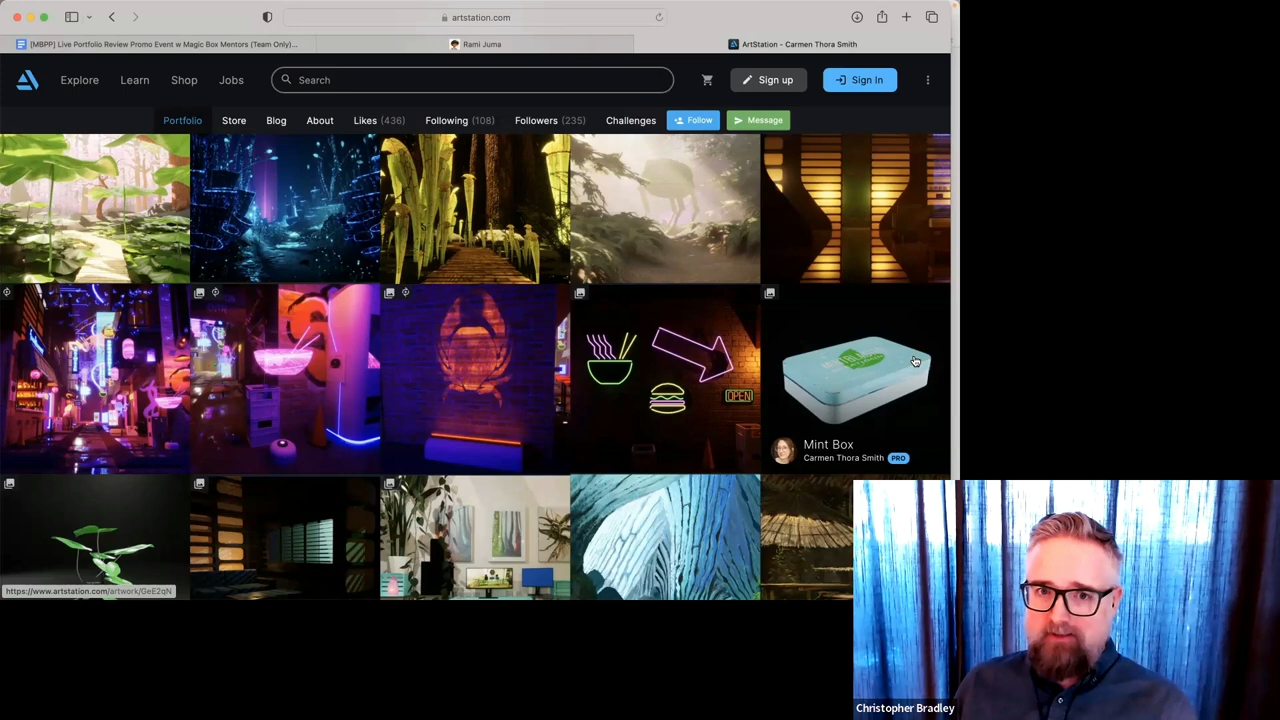 artstation.com
[MBPP] Live Portfolio Review Promo Event w Magic Box Mentors (Team Only)...
Rami Juma
ArtStation - Carmen Thora Smith
Explore
Learn
Shop
Jobs
Search
Sign up
Sign In
Portfolio
Store
Blog
About
Likes (436)
Following (108)
Followers (235)
Challenges
Follow
Message
OPEN
Mint Box
Carmen Thora Smith PRO
https://www.artstation.com/artwork/GeE2qN
Christopher Bradley